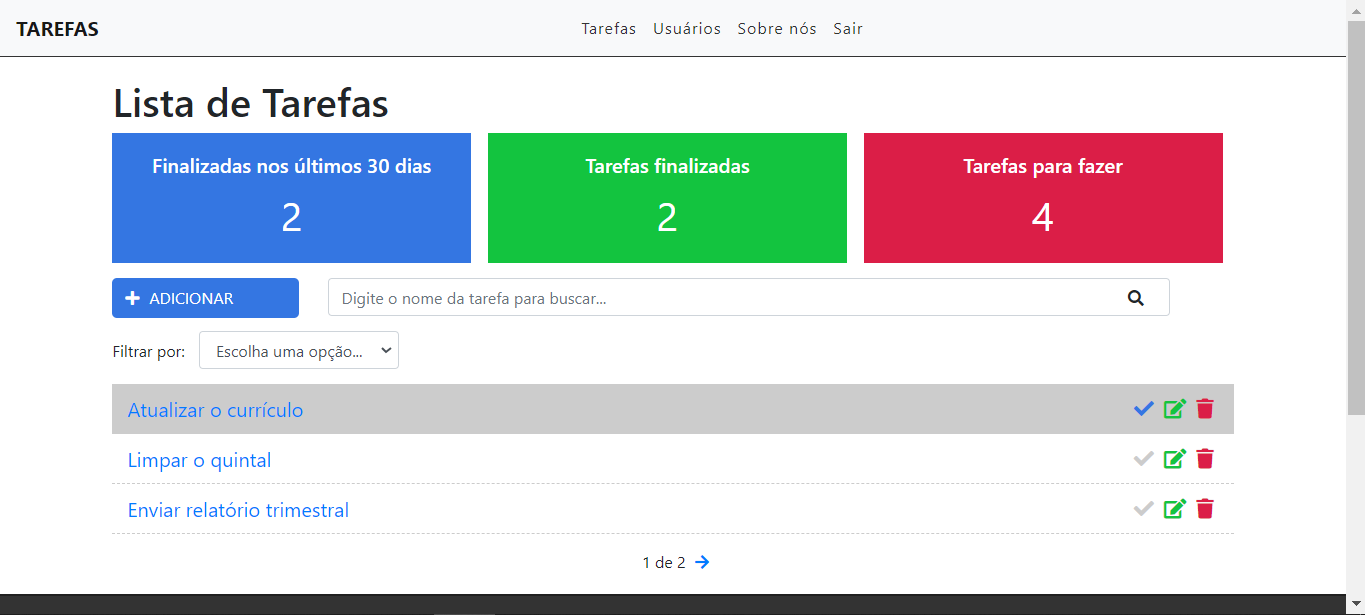 TAREFAS
Tarefas Usuários Sobre nós Sair
Lista de Tarefas
Finalizadas nos últimos 30 dias
2
Tarefas finalizadas
2
Tarefas para fazer
4
ADICIONAR
Digite o nome da tarefa para buscar...
Filtrar por: Escolha uma opção...
Atualizar o currículo
Limpar o quintal
Enviar relatório trimestral
1 de 2